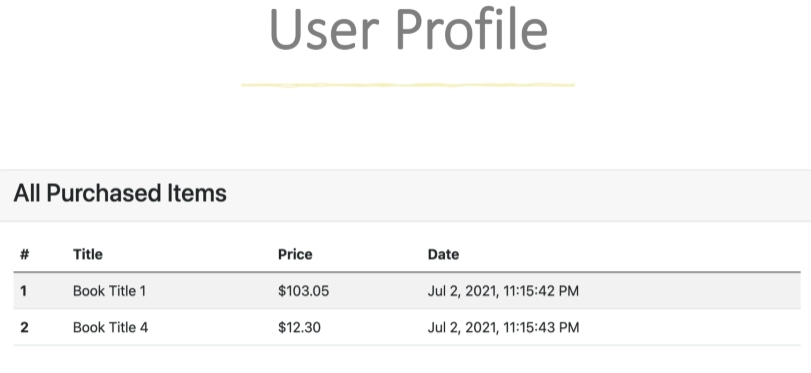 User Profile
All Purchased Items
# Title Price Date
1 Book Title 1 $103.05 Jul 2, 2021, 11:15:42 PM
2 Book Title 4 $12.30 Jul 2, 2021, 11:15:43 PM